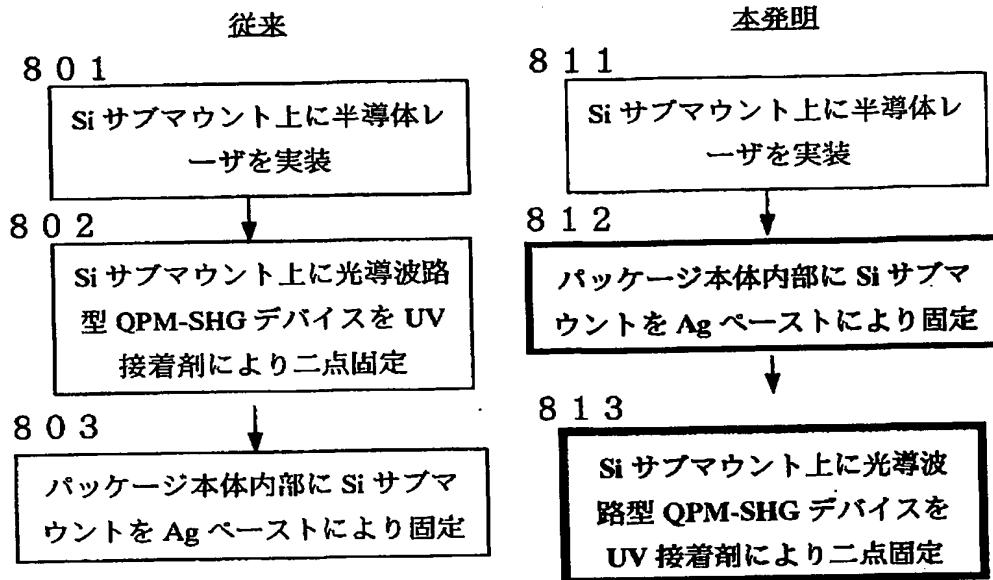 従来
801
Si サブマウント上に半導体レ
ーザを実装
802
Si サブマウント上に光導波路
型 QPM-SHG デバイスを UV
接着剤により二点固定
803
パッケージ本体内部に Si サブマ
ウントを Ag ペーストにより固定
本発明
811
Si サブマウント上に半導体レ
ーザを実装
812
パッケージ本体内部に Si サブマ
ウントを Ag ペーストにより固定
813
Si サブマウント上に光導波
路型 QPM-SHG デバイスを
UV 接着剤により二点固定